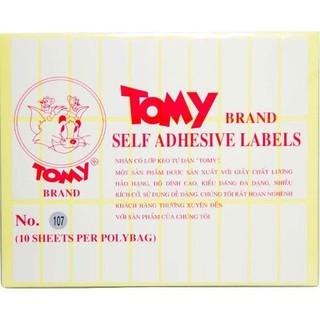 TOMY BRAND
SELF ADHESIVE LABELS
TOMY ®
BRAND
No. 107
(10 SHEETS PER POLYBAG)
NHÃN CÓ LỚP KEO TỰ DÁN "TOMY".
MỘT SẢN PHẨM ĐƯỢC SẢN XUẤT VỚI GIẤY CHẤT LƯỢNG
HẢO HẠNG, ĐỘ DÍNH CAO, KIỂU DÁNG ĐA DẠNG, NHIỀU
KÍCH CỠ, SỬ DỤNG DỄ DÀNG. CHÚNG TÔI RẤT HOAN NGHÊNH
KHÁCH HÀNG THƯỜNG XUYÊN ĐẾN
VỚI SẢN PHẨM CỦA CHÚNG TÔI